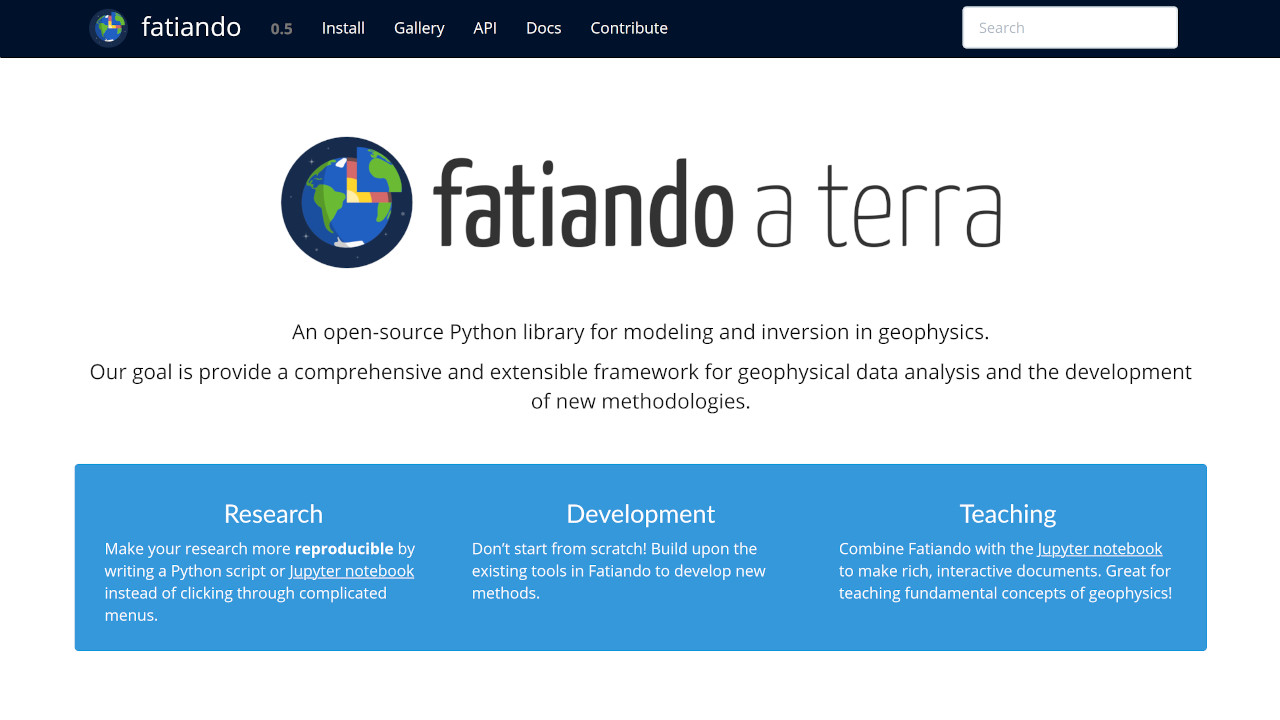 fatiando 0.5 Install Gallery API Docs Contribute Search
fatiando a terra
An open-source Python library for modeling and inversion in geophysics.
Our goal is provide a comprehensive and extensible framework for geophysical data analysis and the development
of new methodologies.
Research
Make your research more reproducible by
writing a Python script or Jupyter notebook
instead of clicking through complicated
menus.
Development
Don't start from scratch! Build upon the
existing tools in Fatiando to develop new
methods.
Teaching
Combine Fatiando with the Jupyter notebook
to make rich, interactive documents. Great for
teaching fundamental concepts of geophysics!